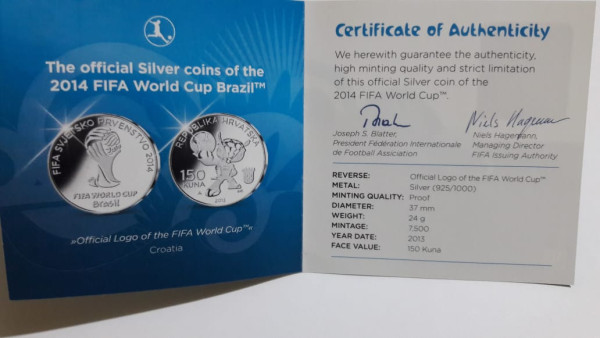 The official Silver coins of the
2014 FIFA World Cup Brazil™
FIFA SVJETSKO PRVENSTVO 2014
FIFA WORLD CUP
Brasil
REPUBLIKA HRVATSKA
150
KUNA
2013
»Official Logo of the FIFA World Cup™«
Croatia
Certificate of Authenticity
We herewith guarantee the authenticity,
high minting quality and strict limitation
of this official Silver coin of the
2014 FIFA World Cup™.
Niels Hagemann
Joseph S. Blatter,
President Fédération Internationale
de Football Association
Niels Hagemann,
Managing Director
FIFA Issuing Authority
REVERSE: Official Logo of the FIFA World Cup™
METAL: Silver (925/1000)
MINTING QUALITY: Proof
DIAMETER: 37 mm
WEIGHT: 24 g
MINTAGE: 7,500
YEAR DATE: 2013
FACE VALUE: 150 Kuna